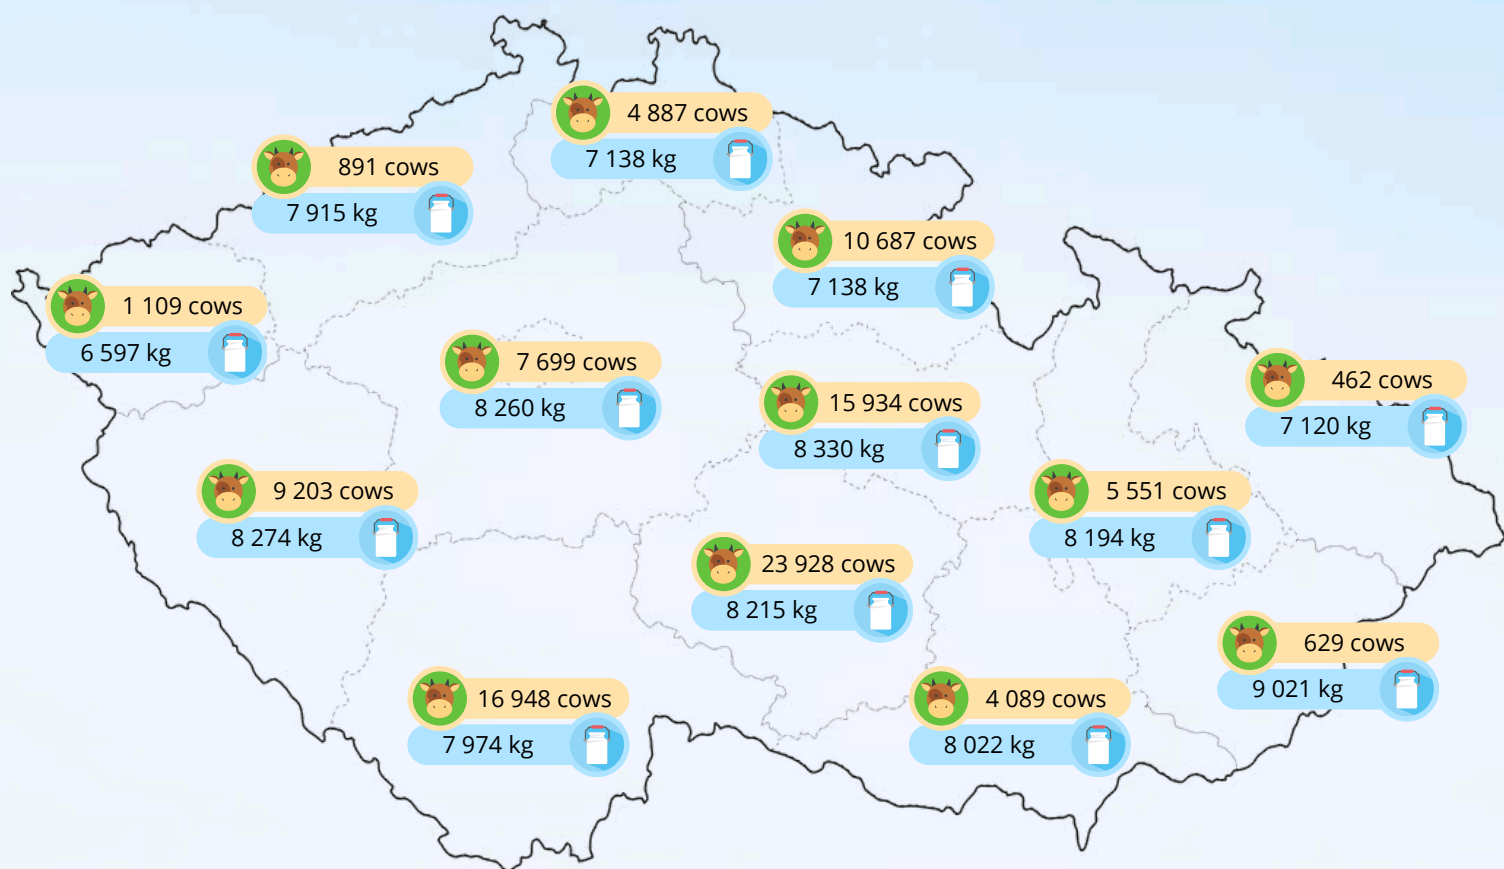 4 887 cows
7 138 kg
891 cows
7 915 kg
10 687 cows
7 138 kg
1 109 cows
6 597 kg
7 699 cows
8 260 kg
15 934 cows
8 330 kg
462 cows
7 120 kg
9 203 cows
8 274 kg
5 551 cows
8 194 kg
23 928 cows
8 215 kg
629 cows
9 021 kg
16 948 cows
7 974 kg
4 089 cows
8 022 kg